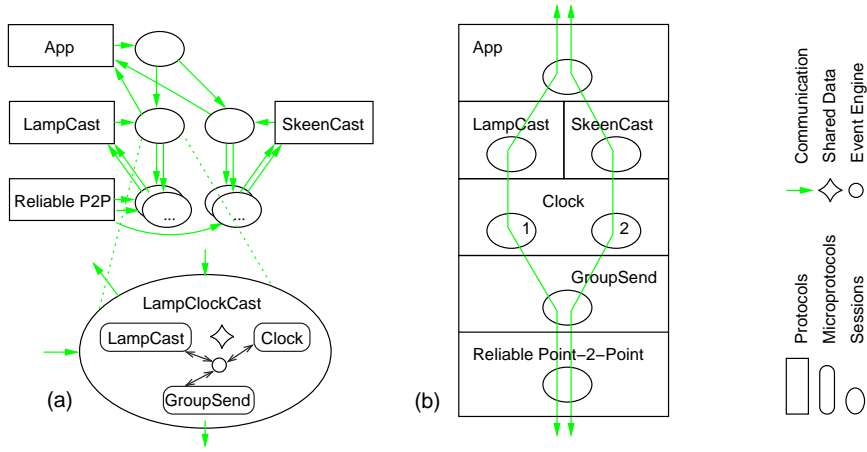 App
LampCast
SkeenCast
Reliable P2P
...
...
LampClockCast
LampCast
Clock
GroupSend
(a)
App
LampCast
SkeenCast
Clock
1
2
GroupSend
Reliable Point-2-Point
(b)
Communication
Shared Data
Event Engine
Protocols
Microprotocols
Sessions